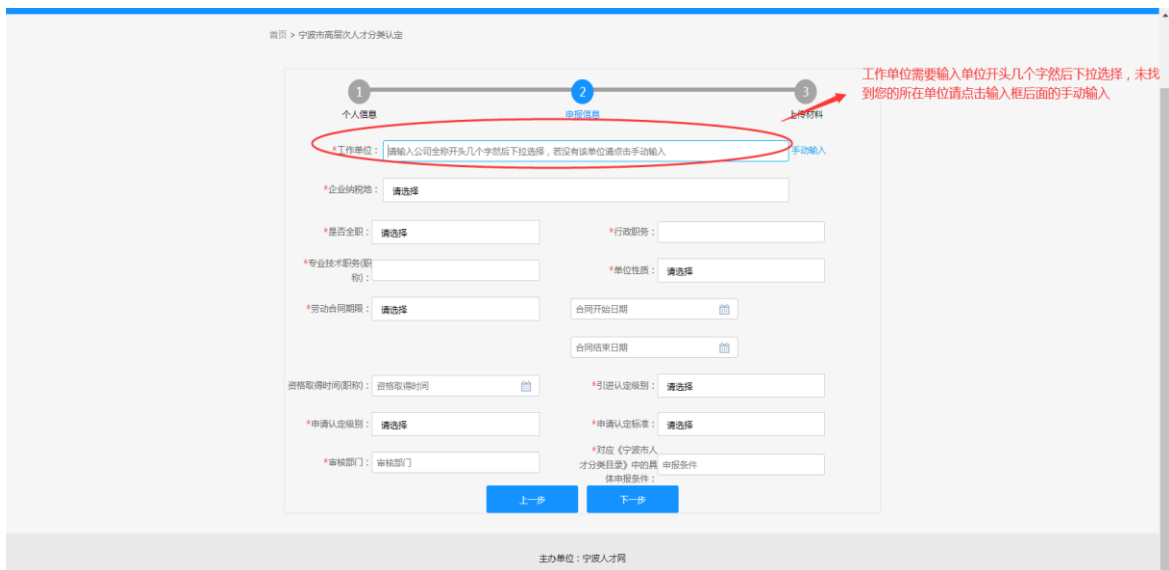 首页 > 宁波市高层次人才分类认定
工作单位需要输入单位开头几个字然后下拉选择，未找
到您的所在单位请点击输入框后面的手动输入
1 2 3
个人信息 申报信息 上传材料
*工作单位： 请输入公司全称开头几个字然后下拉选择，若没有该单位请点击手动输入 手动输入
*企业纳税地： 请选择
*是否全职： 请选择 *行政职务：
*专业技术职务(职
称)： *单位性质： 请选择
*劳动合同期限： 请选择 合同开始日期
合同结束日期
资格取得时间(职称)： 资格取得时间 *引进认定级别： 请选择
*申请认定级别： 请选择 *申请认定标准： 请选择
*审核部门： 审核部门 *对应《宁波市人
才分类目录》中的具 申报条件
体申报条件：
上一步 下一步
主办单位：宁波人才网